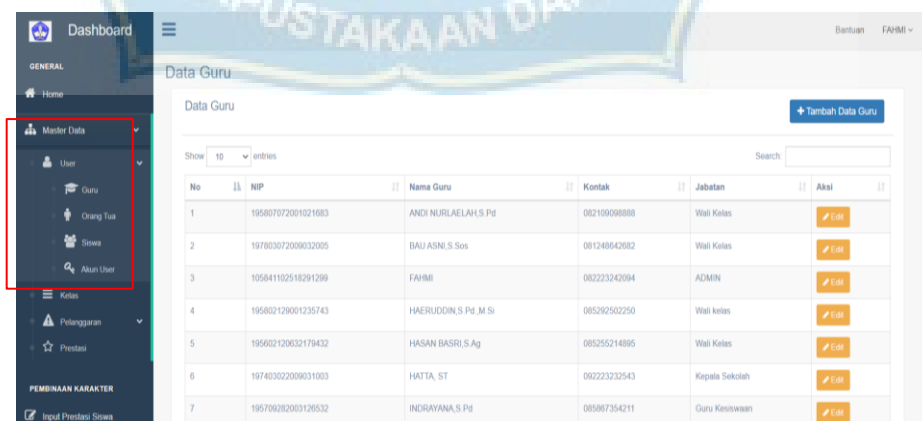 PUSTAKAAN DAN
Dashboard
Bantuan FAHMI
GENERAL
Home
Master Data
User
Guru
Orang Tua
Siswa
Akun User
Kelas
Pelanggaran
Prestasi
PEMBINAAN KARAKTER
Input Prestasi Siswa
Data Guru
Data Guru
+ Tambah Data Guru
Show 10 entries Search:
No NIP Nama Guru Kontak Jabatan Aksi
1 195807072001021683 ANDI NURLAELAH,S.Pd 082109098888 Wali Kelas Edit
2 197803072009032005 BAU ASNI,S.Sos 081248642682 Wali Kelas Edit
3 105841102518291299 FAHMI 082223242094 ADMIN Edit
4 195802129001235743 HAERUDDIN,S.Pd.,M.Si 085292502250 Wali kelas Edit
5 195602120632179432 HASAN BASRI,S.Ag 085255214895 Wali Kelas Edit
6 197403022009031003 HATTA, ST 092223232543 Kepala Sekolah Edit
7 195709282003126532 INDRAYANA,S.Pd 085867354211 Guru Kesiswaan Edit